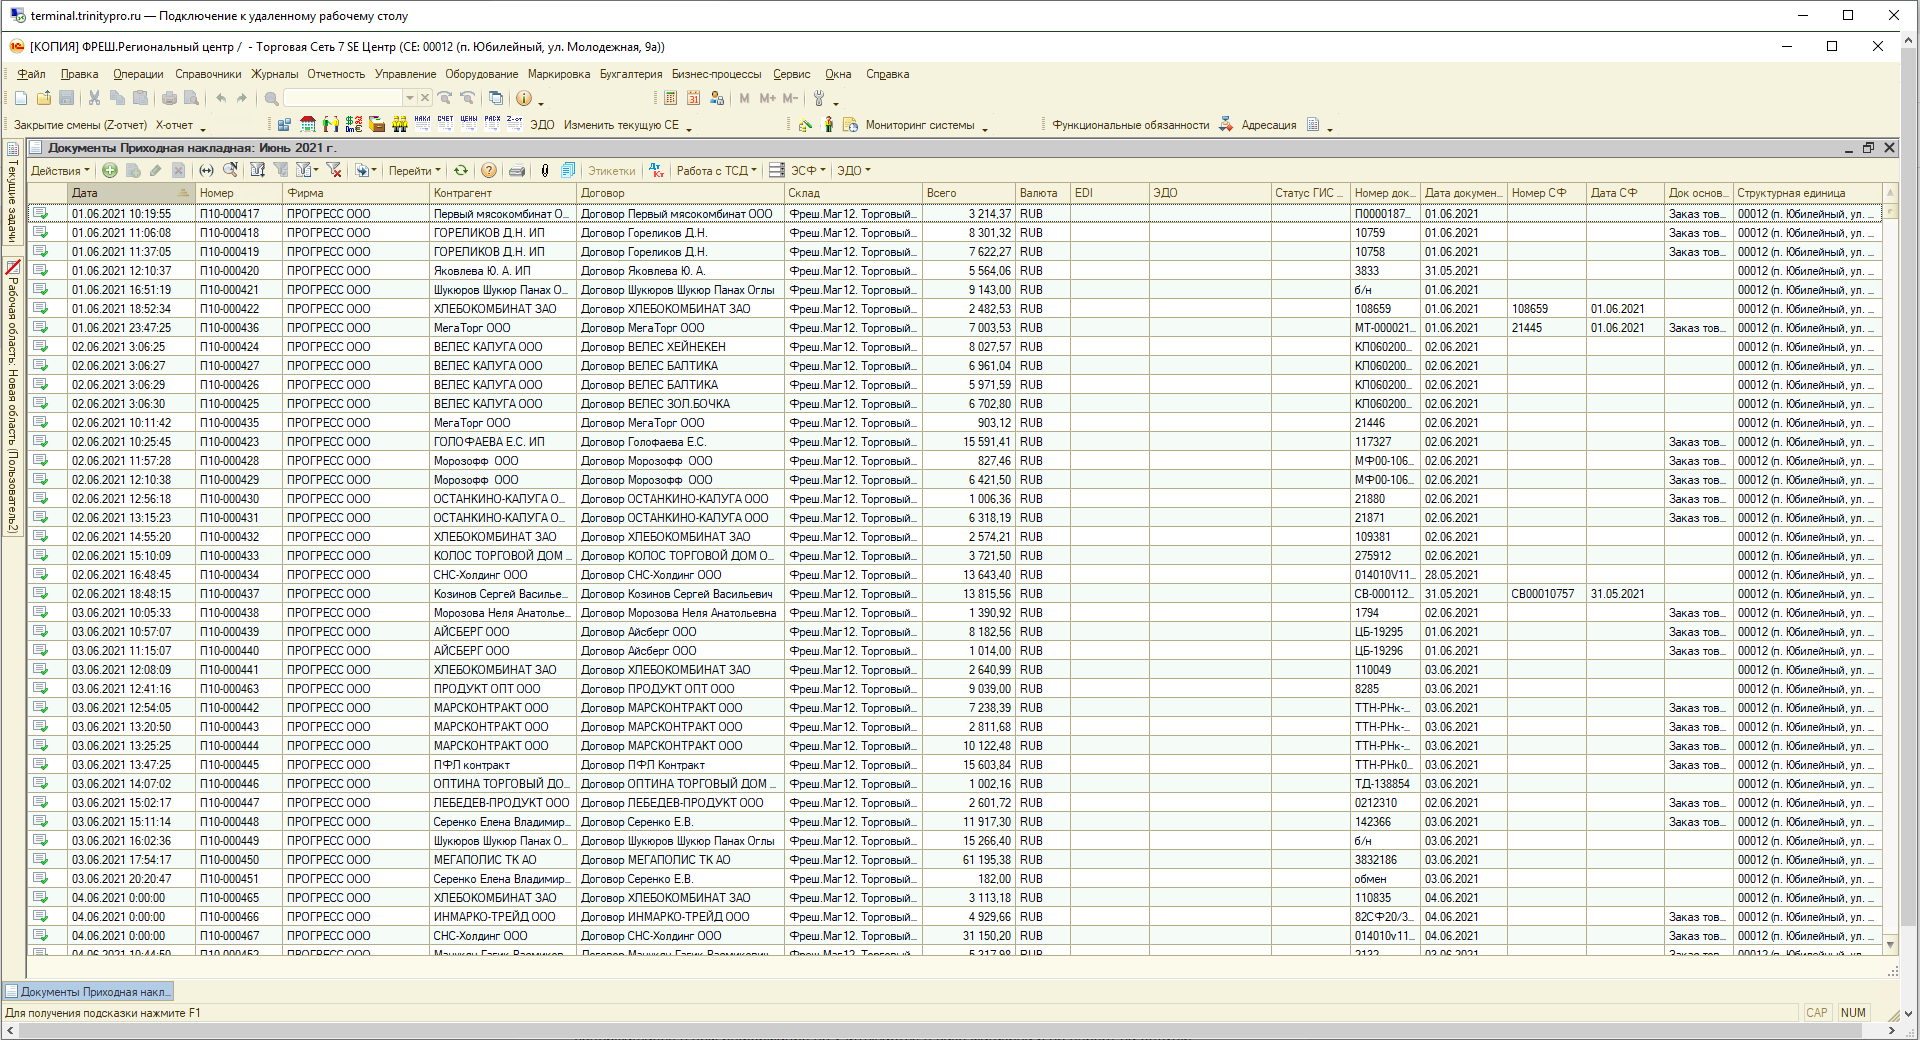 terminal.trinitypro.ru — Подключение к удаленному рабочему столу
[КОПИЯ] ФРЕШ.Региональный центр / - Торговая Сеть 7 SE Центр (СЕ: 00012 (п. Юбилейный, ул. Молодежная, 9а))
Файл Правка Операции Справочники Журналы Отчетность Управление Оборудование Маркировка Бухгалтерия Бизнес-процессы Сервис Окна Справка
M M+ M-
Закрытие смены (Z-отчет) Х-отчет НАКЛ СЧЕТ ЦЕНЫ РАСХ Z-от ЭДО Изменить текущую СЕ Мониторинг системы Функциональные обязанности Адресация
Текущие задачи
Рабочая область: Новая область (Пользователь2)
Документы Приходная накладная: Июнь 2021 г.
Действия Перейти Этикетки Дт Кт Работа с ТСД ЭСФ ЭДО
Дата Номер Фирма Контрагент Договор Склад Всего Валюта EDI ЭДО Статус ГИС ... Номер док... Дата докумен... Номер СФ Дата СФ Док основ... Структурная единица
01.06.2021 10:19:55 П10-000417 ПРОГРЕСС ООО Первый мясокомбинат О... Договор Первый мясокомбинат ООО Фреш.Маг12. Торговый... 3 214,37 RUB П0000187... 01.06.2021 Заказ тов... 00012 (п. Юбилейный, ул. ...
01.06.2021 11:06:08 П10-000418 ПРОГРЕСС ООО ГОРЕЛИКОВ Д.Н. ИП Договор Гореликов Д.Н. Фреш.Маг12. Торговый... 8 301,32 RUB 10759 01.06.2021 Заказ тов... 00012 (п. Юбилейный, ул. ...
01.06.2021 11:37:05 П10-000419 ПРОГРЕСС ООО ГОРЕЛИКОВ Д.Н. ИП Договор Гореликов Д.Н. Фреш.Маг12. Торговый... 7 622,27 RUB 10758 01.06.2021 Заказ тов... 00012 (п. Юбилейный, ул. ...
01.06.2021 12:10:37 П10-000420 ПРОГРЕСС ООО Яковлева Ю. А. ИП Договор Яковлева Ю. А. Фреш.Маг12. Торговый... 5 564,06 RUB 3833 31.05.2021 00012 (п. Юбилейный, ул. ...
01.06.2021 16:51:19 П10-000421 ПРОГРЕСС ООО Шукюров Шукюр Панах О... Договор Шукюров Шукюр Панах Оглы Фреш.Маг12. Торговый... 9 143,00 RUB б/н 01.06.2021 00012 (п. Юбилейный, ул. ...
01.06.2021 18:52:34 П10-000422 ПРОГРЕСС ООО ХЛЕБОКОМБИНАТ ЗАО Договор ХЛЕБОКОМБИНАТ ЗАО Фреш.Маг12. Торговый... 2 482,53 RUB 108659 01.06.2021 108659 01.06.2021 00012 (п. Юбилейный, ул. ...
01.06.2021 23:47:25 П10-000436 ПРОГРЕСС ООО МегаТорг ООО Договор МегаТорг ООО Фреш.Маг12. Торговый... 7 003,53 RUB МТ-000021... 01.06.2021 21445 01.06.2021 Заказ тов... 00012 (п. Юбилейный, ул. ...
02.06.2021 3:06:25 П10-000424 ПРОГРЕСС ООО ВЕЛЕС КАЛУГА ООО Договор ВЕЛЕС ХЕЙНЕКЕН Фреш.Маг12. Торговый... 8 027,57 RUB КЛ060200... 02.06.2021 00012 (п. Юбилейный, ул. ...
02.06.2021 3:06:27 П10-000427 ПРОГРЕСС ООО ВЕЛЕС КАЛУГА ООО Договор ВЕЛЕС БАЛТИКА Фреш.Маг12. Торговый... 6 961,04 RUB КЛ060200... 02.06.2021 00012 (п. Юбилейный, ул. ...
02.06.2021 3:06:29 П10-000426 ПРОГРЕСС ООО ВЕЛЕС КАЛУГА ООО Договор ВЕЛЕС БАЛТИКА Фреш.Маг12. Торговый... 5 971,59 RUB КЛ060200... 02.06.2021 00012 (п. Юбилейный, ул. ...
02.06.2021 3:06:30 П10-000425 ПРОГРЕСС ООО ВЕЛЕС КАЛУГА ООО Договор ВЕЛЕС ЗОЛ.БОЧКА Фреш.Маг12. Торговый... 6 702,80 RUB КЛ060200... 02.06.2021 00012 (п. Юбилейный, ул. ...
02.06.2021 10:11:42 П10-000435 ПРОГРЕСС ООО МегаТорг ООО Договор МегаТорг ООО Фреш.Маг12. Торговый... 903,12 RUB 21446 02.06.2021 00012 (п. Юбилейный, ул. ...
02.06.2021 10:25:45 П10-000423 ПРОГРЕСС ООО ГОЛОФАЕВА Е.С. ИП Договор Голофаева Е.С. Фреш.Маг12. Торговый... 15 591,41 RUB 117327 02.06.2021 Заказ тов... 00012 (п. Юбилейный, ул. ...
02.06.2021 11:57:28 П10-000428 ПРОГРЕСС ООО Морозофф ООО Договор Морозофф ООО Фреш.Маг12. Торговый... 827,46 RUB МФ00-106... 02.06.2021 Заказ тов... 00012 (п. Юбилейный, ул. ...
02.06.2021 12:10:38 П10-000429 ПРОГРЕСС ООО Морозофф ООО Договор Морозофф ООО Фреш.Маг12. Торговый... 6 421,50 RUB МФ00-106... 02.06.2021 Заказ тов... 00012 (п. Юбилейный, ул. ...
02.06.2021 12:56:18 П10-000430 ПРОГРЕСС ООО ОСТАНКИНО-КАЛУГА О... Договор ОСТАНКИНО-КАЛУГА ООО Фреш.Маг12. Торговый... 1 006,36 RUB 21880 02.06.2021 Заказ тов... 00012 (п. Юбилейный, ул. ...
02.06.2021 13:15:23 П10-000431 ПРОГРЕСС ООО ОСТАНКИНО-КАЛУГА О... Договор ОСТАНКИНО-КАЛУГА ООО Фреш.Маг12. Торговый... 6 318,19 RUB 21871 02.06.2021 Заказ тов... 00012 (п. Юбилейный, ул. ...
02.06.2021 14:55:20 П10-000432 ПРОГРЕСС ООО ХЛЕБОКОМБИНАТ ЗАО Договор ХЛЕБОКОМБИНАТ ЗАО Фреш.Маг12. Торговый... 2 574,21 RUB 109381 02.06.2021 00012 (п. Юбилейный, ул. ...
02.06.2021 15:10:09 П10-000433 ПРОГРЕСС ООО КОЛОС ТОРГОВОЙ ДОМ ... Договор КОЛОС ТОРГОВОЙ ДОМ О... Фреш.Маг12. Торговый... 3 721,50 RUB 275912 02.06.2021 00012 (п. Юбилейный, ул. ...
02.06.2021 16:48:45 П10-000434 ПРОГРЕСС ООО СНС-Холдинг ООО Договор СНС-Холдинг ООО Фреш.Маг12. Торговый... 13 643,40 RUB 014010V11... 28.05.2021 00012 (п. Юбилейный, ул. ...
02.06.2021 18:48:15 П10-000437 ПРОГРЕСС ООО Козинов Сергей Василье... Договор Козинов Сергей Васильевич Фреш.Маг12. Торговый... 13 815,56 RUB СВ-000112... 31.05.2021 СВ00010757 31.05.2021 00012 (п. Юбилейный, ул. ...
03.06.2021 10:05:33 П10-000438 ПРОГРЕСС ООО Морозова Неля Анатолье... Договор Морозова Неля Анатольевна Фреш.Маг12. Торговый... 1 390,92 RUB 1794 02.06.2021 Заказ тов... 00012 (п. Юбилейный, ул. ...
03.06.2021 10:57:07 П10-000439 ПРОГРЕСС ООО АЙСБЕРГ ООО Договор Айсберг ООО Фреш.Маг12. Торговый... 8 182,56 RUB ЦБ-19295 01.06.2021 Заказ тов... 00012 (п. Юбилейный, ул. ...
03.06.2021 11:15:07 П10-000440 ПРОГРЕСС ООО АЙСБЕРГ ООО Договор Айсберг ООО Фреш.Маг12. Торговый... 1 014,00 RUB ЦБ-19296 01.06.2021 Заказ тов... 00012 (п. Юбилейный, ул. ...
03.06.2021 12:08:09 П10-000441 ПРОГРЕСС ООО ХЛЕБОКОМБИНАТ ЗАО Договор ХЛЕБОКОМБИНАТ ЗАО Фреш.Маг12. Торговый... 2 640,99 RUB 110049 03.06.2021 00012 (п. Юбилейный, ул. ...
03.06.2021 12:41:16 П10-000463 ПРОГРЕСС ООО ПРОДУКТ ОПТ ООО Договор ПРОДУКТ ОПТ ООО Фреш.Маг12. Торговый... 9 039,00 RUB 8285 03.06.2021 00012 (п. Юбилейный, ул. ...
03.06.2021 12:54:05 П10-000442 ПРОГРЕСС ООО МАРСКОНТРАКТ ООО Договор МАРСКОНТРАКТ ООО Фреш.Маг12. Торговый... 7 238,39 RUB ТТН-РНк-... 03.06.2021 Заказ тов... 00012 (п. Юбилейный, ул. ...
03.06.2021 13:20:50 П10-000443 ПРОГРЕСС ООО МАРСКОНТРАКТ ООО Договор МАРСКОНТРАКТ ООО Фреш.Маг12. Торговый... 2 811,68 RUB ТТН-РНк-... 03.06.2021 Заказ тов... 00012 (п. Юбилейный, ул. ...
03.06.2021 13:25:25 П10-000444 ПРОГРЕСС ООО МАРСКОНТРАКТ ООО Договор МАРСКОНТРАКТ ООО Фреш.Маг12. Торговый... 10 122,48 RUB ТТН-РНк-... 03.06.2021 Заказ тов... 00012 (п. Юбилейный, ул. ...
03.06.2021 13:47:25 П10-000445 ПРОГРЕСС ООО ПФЛ контракт Договор ПФЛ Контракт Фреш.Маг12. Торговый... 15 603,84 RUB ТТН-РНк0... 03.06.2021 Заказ тов... 00012 (п. Юбилейный, ул. ...
03.06.2021 14:07:02 П10-000446 ПРОГРЕСС ООО ОПТИНА ТОРГОВЫЙ ДО... Договор ОПТИНА ТОРГОВЫЙ ДОМ ... Фреш.Маг12. Торговый... 1 002,16 RUB ТД-138854 03.06.2021 00012 (п. Юбилейный, ул. ...
03.06.2021 15:02:17 П10-000447 ПРОГРЕСС ООО ЛЕБЕДЕВ-ПРОДУКТ ООО Договор ЛЕБЕДЕВ-ПРОДУКТ ООО Фреш.Маг12. Торговый... 2 601,72 RUB 0212310 02.06.2021 Заказ тов... 00012 (п. Юбилейный, ул. ...
03.06.2021 15:11:14 П10-000448 ПРОГРЕСС ООО Серенко Елена Владимир... Договор Серенко Е.В. Фреш.Маг12. Торговый... 11 917,30 RUB 142366 03.06.2021 Заказ тов... 00012 (п. Юбилейный, ул. ...
03.06.2021 16:02:36 П10-000449 ПРОГРЕСС ООО Шукюров Шукюр Панах О... Договор Шукюров Шукюр Панах Оглы Фреш.Маг12. Торговый... 15 266,40 RUB б/н 03.06.2021 00012 (п. Юбилейный, ул. ...
03.06.2021 17:54:17 П10-000450 ПРОГРЕСС ООО МЕГАПОЛИС ТК АО Договор МЕГАПОЛИС ТК АО Фреш.Маг12. Торговый... 61 195,38 RUB 3832186 03.06.2021 00012 (п. Юбилейный, ул. ...
03.06.2021 20:20:47 П10-000451 ПРОГРЕСС ООО Серенко Елена Владимир... Договор Серенко Е.В. Фреш.Маг12. Торговый... 182,00 RUB обмен 03.06.2021 00012 (п. Юбилейный, ул. ...
04.06.2021 0:00:00 П10-000465 ПРОГРЕСС ООО ХЛЕБОКОМБИНАТ ЗАО Договор ХЛЕБОКОМБИНАТ ЗАО Фреш.Маг12. Торговый... 3 113,18 RUB 110835 04.06.2021 00012 (п. Юбилейный, ул. ...
04.06.2021 0:00:00 П10-000466 ПРОГРЕСС ООО ИНМАРКО-ТРЕЙД ООО Договор ИНМАРКО-ТРЕЙД ООО Фреш.Маг12. Торговый... 4 929,66 RUB 82СФ20/3... 04.06.2021 Заказ тов... 00012 (п. Юбилейный, ул. ...
04.06.2021 0:00:00 П10-000467 ПРОГРЕСС ООО СНС-Холдинг ООО Договор СНС-Холдинг ООО Фреш.Маг12. Торговый... 31 150,20 RUB 014010v11... 04.06.2021 Заказ тов... 00012 (п. Юбилейный, ул. ...
Документы Приходная накл...
Для получения подсказки нажмите F1
CAP NUM